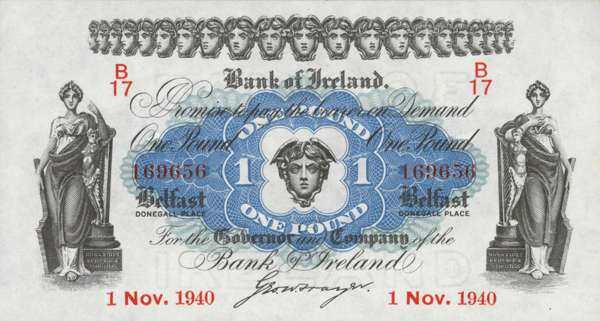 Bank of Ireland.
B
17
B
17
Promise to pay the bearer on Demand
One Pound
ONE POUND
One Pound
169656
1
1
169656
Belfast
DONEGALL PLACE
Belfast
DONEGALL PLACE
ONE POUND
For the Governor and Company of the
Bank of Ireland
1 Nov. 1940
1 Nov. 1940